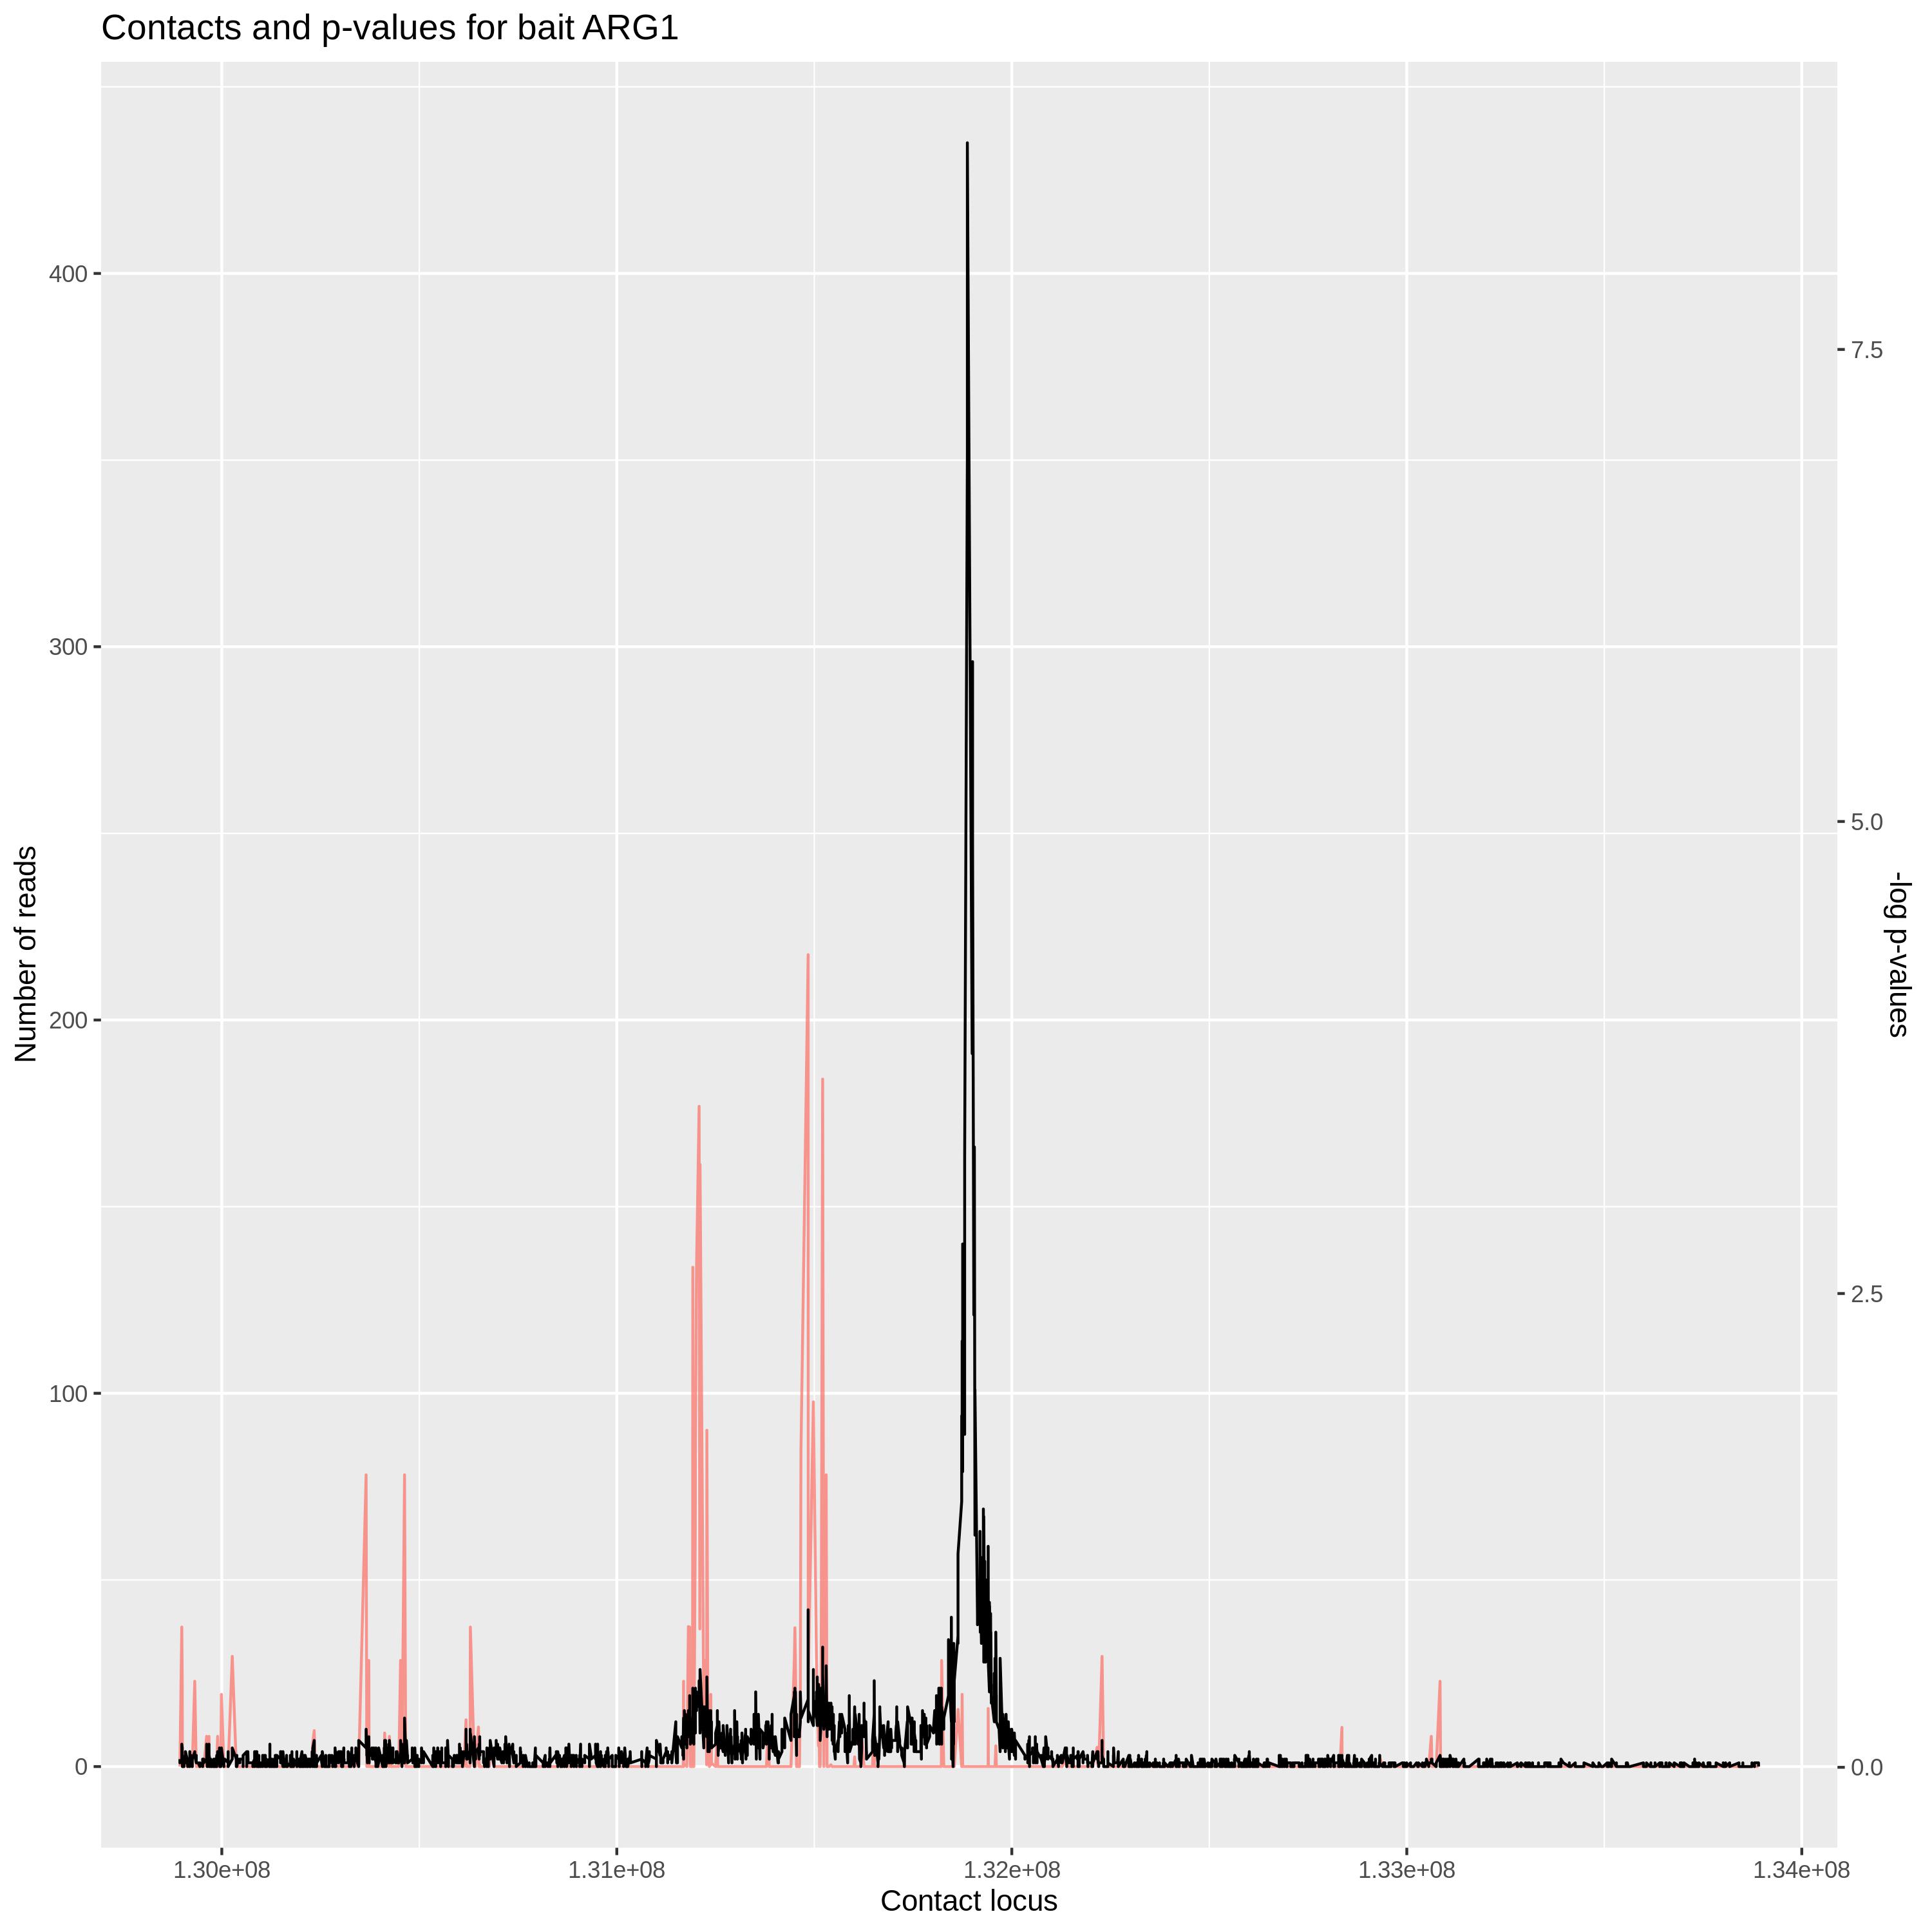 Contacts and p-values for bait ARG1
400
300
200
100
0
Number of reads
7.5
5.0
2.5
0.0
-log p-values
1.30e+08
1.31e+08
1.32e+08
1.33e+08
1.34e+08
Contact locus